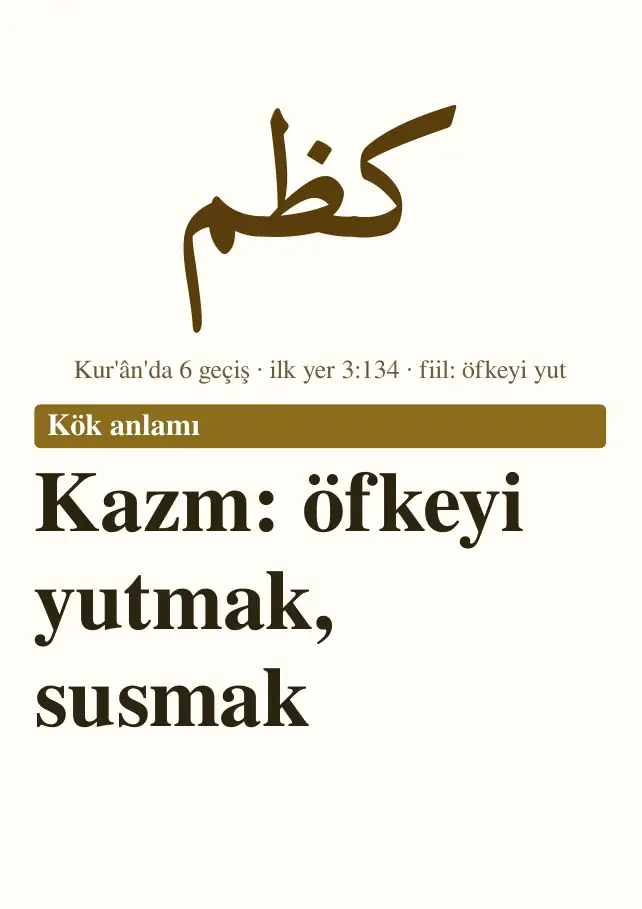 كظم
Kur'ân'da 6 geçiş · ilk yer 3:134 · fiil: öfkeyi yut
Kök anlamı
Kazm: öfkeyi
yutmak,
susmak